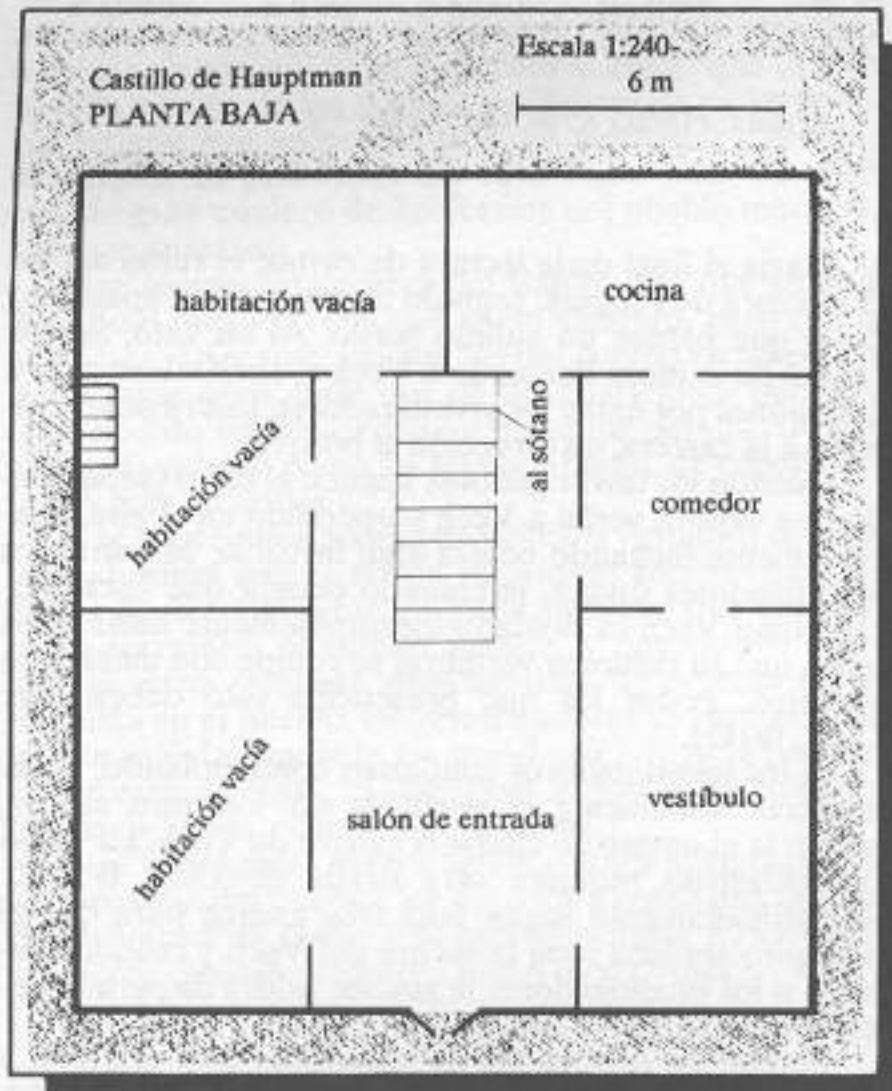 Castillo de Hauptman
PLANTA BAJA
Escala 1:240-
6 m
habitación vacía
cocina
habitación vacía
al sótano
comedor
habitación vacía
salón de entrada
vestíbulo